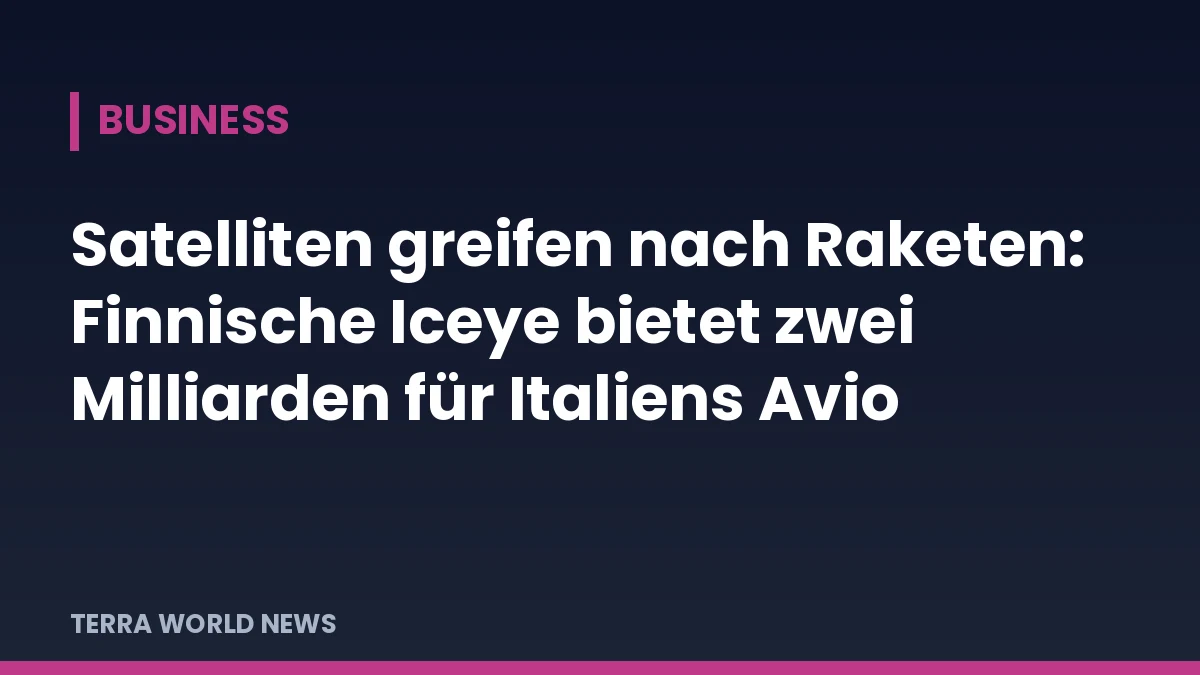 BUSINESS
Satelliten greifen nach Raketen:
Finnische Iceye bietet zwei
Milliarden für Italiens Avio
TERRA WORLD NEWS